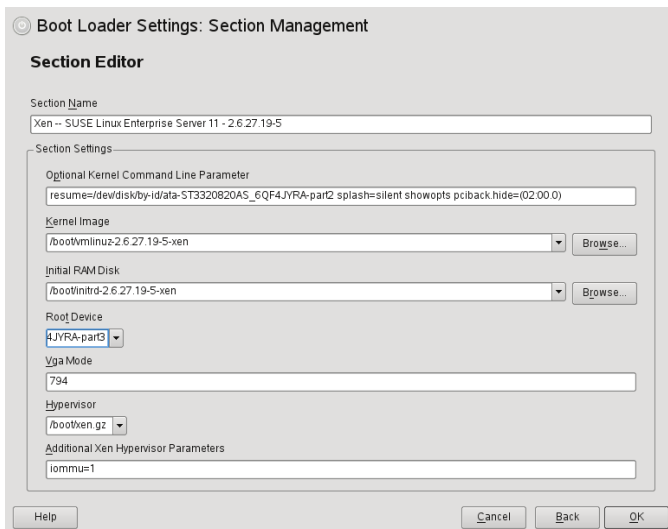 Boot Loader Settings: Section Management
Section Editor
Section Name
Xen -- SUSE Linux Enterprise Server 11 - 2.6.27.19-5
Section Settings
Optional Kernel Command Line Parameter
resume=/dev/disk/by-id/ata-ST3320820AS_6QF4JYRA-part2 splash=silent showopts pciback.hide=(02:00.0)
Kernel Image
/boot/vmlinuz-2.6.27.19-5-xen
Browse...
Initial RAM Disk
/boot/initrd-2.6.27.19-5-xen
Browse...
Root Device
4JYRA-part3
Vga Mode
794
Hypervisor
/boot/xen.gz
Additional Xen Hypervisor Parameters
iommu=1
Help
Cancel
Back
OK